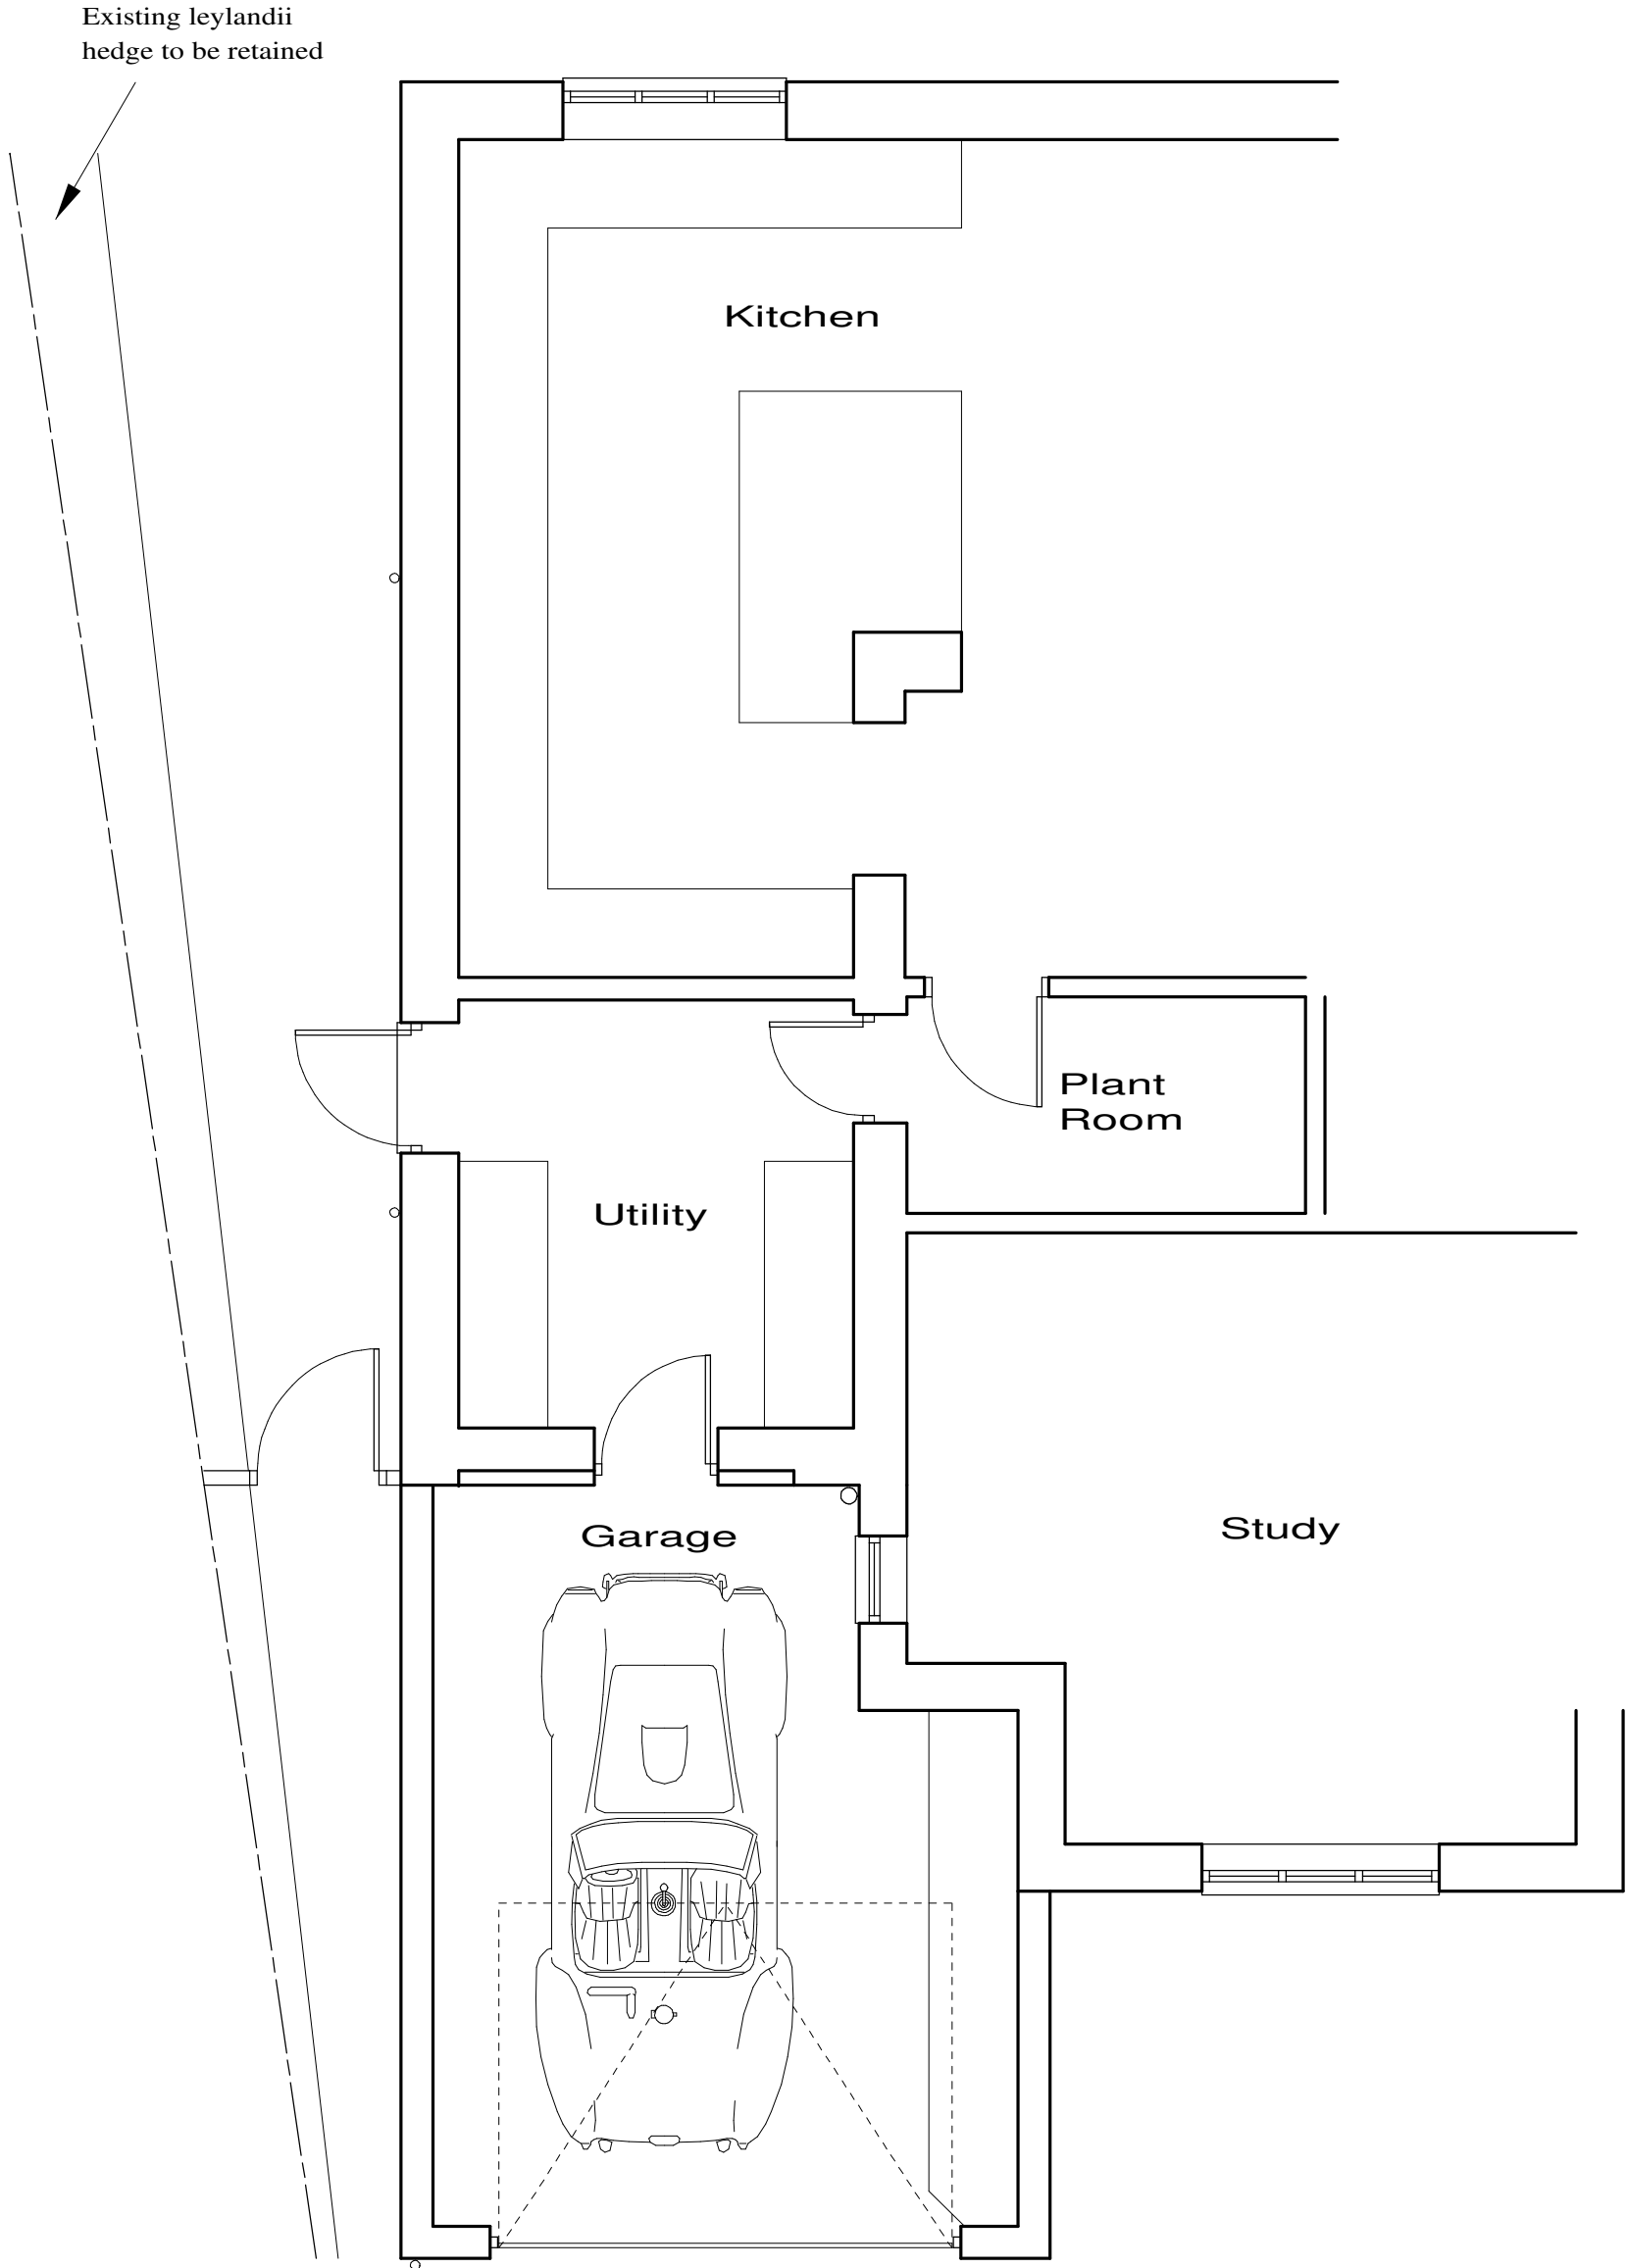 Existing leylandii
hedge to be retained
Kitchen
Plant
Room
Utility
Garage
Study